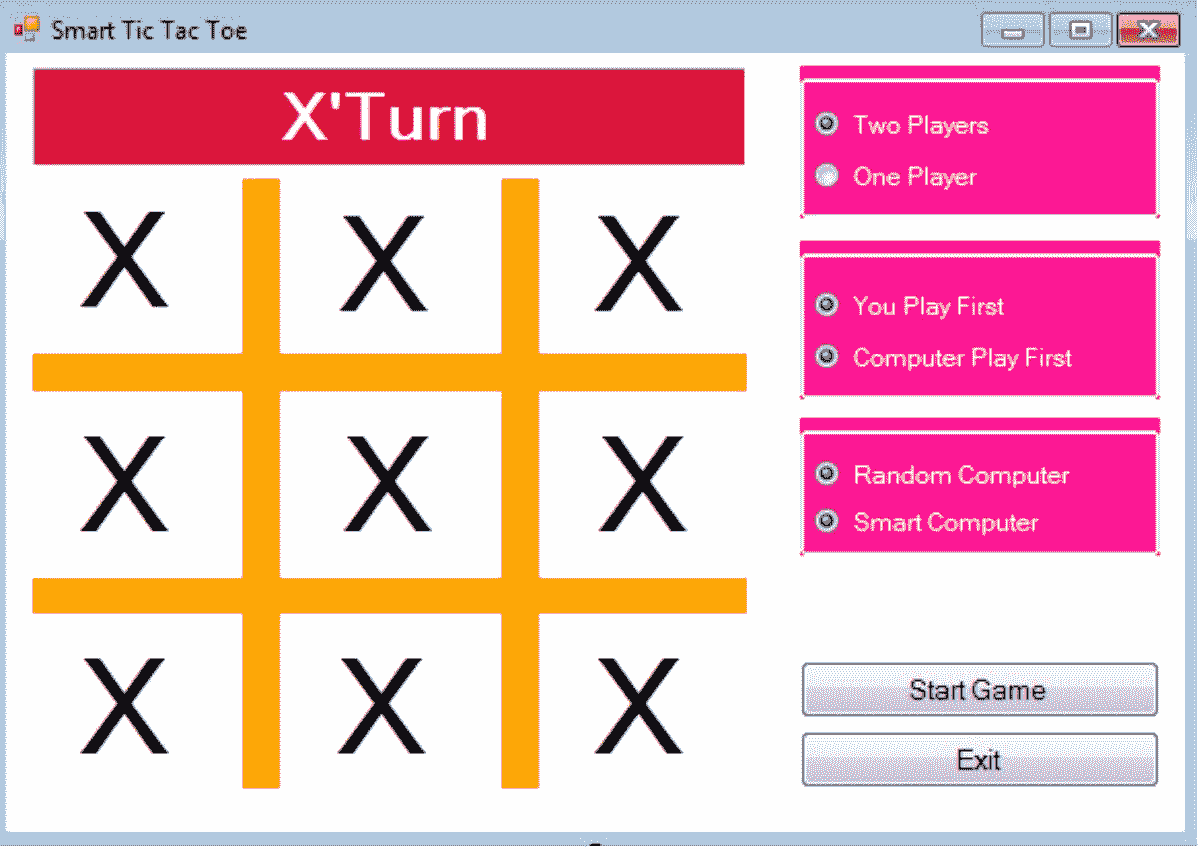 Smart Tic Tac Toe
X'Turn
X X X
X X X
X X X
Two Players
One Player
You Play First
Computer Play First
Random Computer
Smart Computer
Start Game
Exit